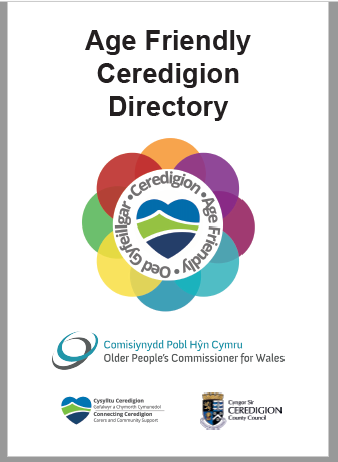 Age Friendly
Ceredigion
Directory
Ceredigion • Age Friendly • Oed Gyfeillgar •
Comisiynydd Pobl Hŷn Cymru
Older People's Commissioner for Wales
Cysylltu Ceredigion
Gofalwyr a Chymorth Cymunedol
Connecting Ceredigion
Carers and Community Support
Cyngor Sir
CEREDIGION
County Council